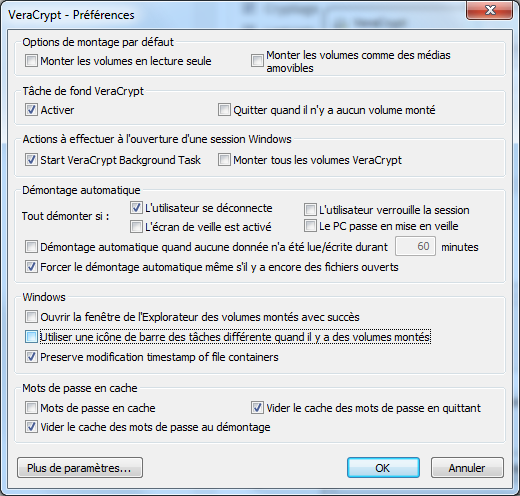 VeraCrypt - Préférences
Options de montage par défaut
Monter les volumes en lecture seule
Monter les volumes comme des médias
amovibles
Tâche de fond VeraCrypt
Activer
Quitter quand il n'y a aucun volume monté
Actions à effectuer à l'ouverture d'une session Windows
Start VeraCrypt Background Task
Monter tous les volumes VeraCrypt
Démontage automatique
Tout démonter si :
L'utilisateur se déconnecte
L'utilisateur verrouille la session
L'écran de veille est activé
Le PC passe en mise en veille
Démontage automatique quand aucune donnée n'a été lue/écrite durant 60 minutes
Forcer le démontage automatique même s'il y a encore des fichiers ouverts
Windows
Ouvrir la fenêtre de l'Explorateur des volumes montés avec succès
Utiliser une icône de barre des tâches différente quand il y a des volumes montés
Preserve modification timestamp of file containers
Mots de passe en cache
Mots de passe en cache
Vider le cache des mots de passe en quittant
Vider le cache des mots de passe au démontage
Plus de paramètres...
OK
Annuler